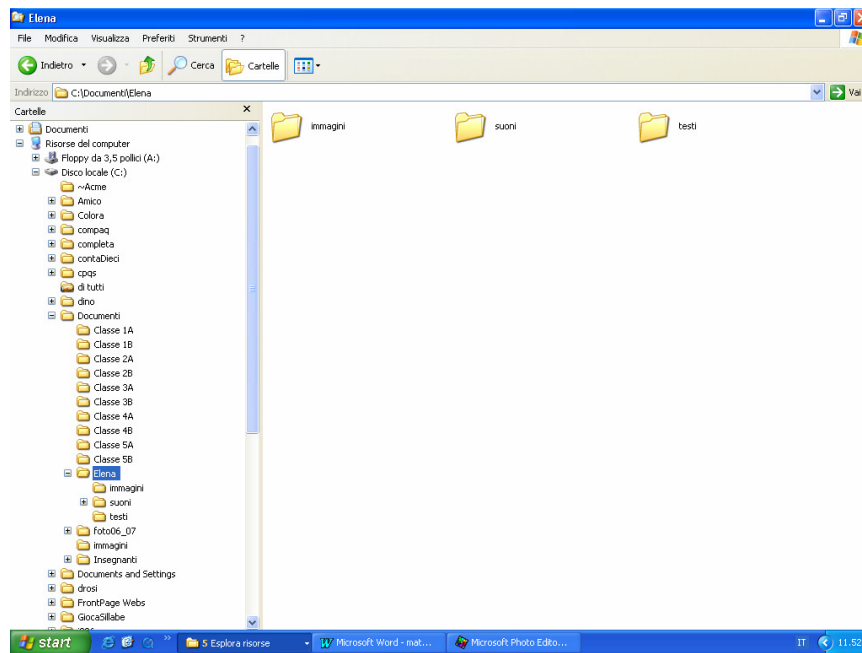 Elena
File Modifica Visualizza Preferiti Strumenti ?
Indietro Cerca Cartelle
Indirizzo C:\Documenti\Elena Vai
Cartelle
Documenti
Risorse del computer
Floppy da 3,5 pollici (A:)
Disco locale (C:)
~Acme
Amico
Colora
compaq
completa
contaDieci
cpqs
di tutti
dino
Documenti
Classe 1A
Classe 1B
Classe 2A
Classe 2B
Classe 3A
Classe 3B
Classe 4A
Classe 4B
Classe 5A
Classe 5B
Elena
immagini
suoni
testi
foto06_07
immagini
Insegnanti
Documents and Settings
drosi
FrontPage Webs
GiocaSillabe
immagini suoni testi
start 5 Esplora risorse Microsoft Word - mat... Microsoft Photo Edito... IT 11.52